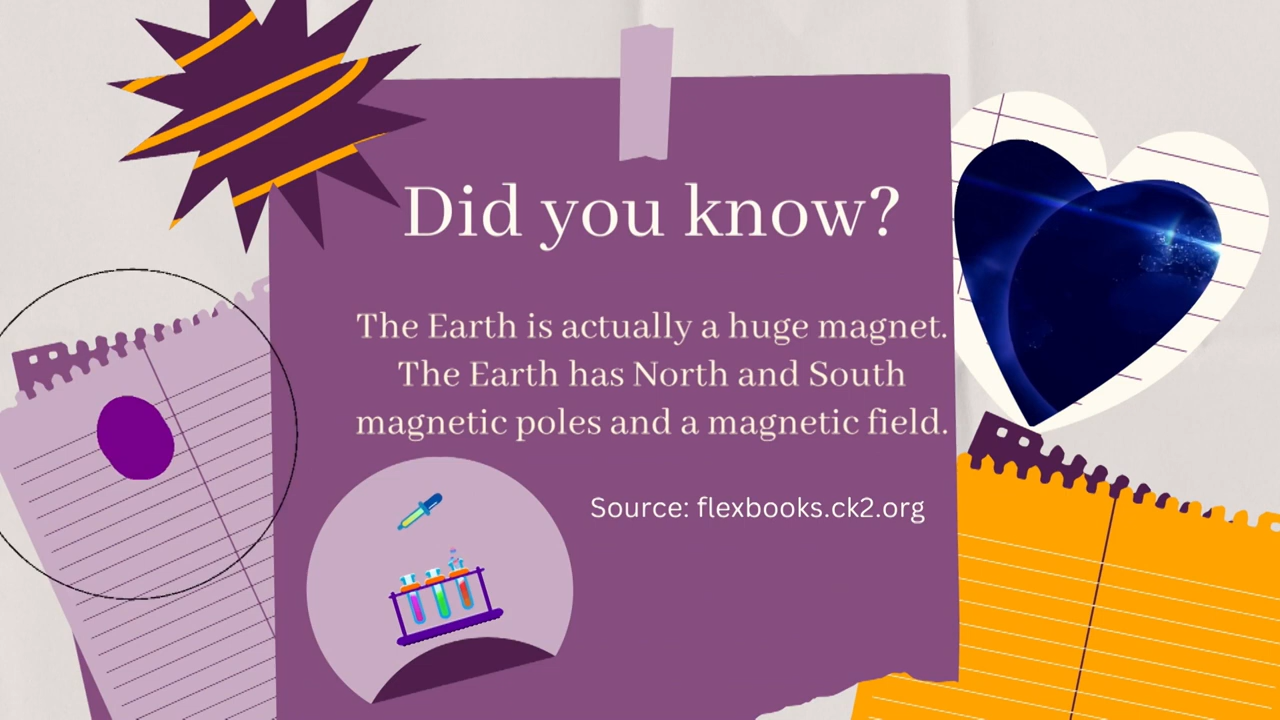 Did you know?
The Earth is actually a huge magnet.
The Earth has North and South
magnetic poles and a magnetic field.
Source: flexbooks.ck2.org